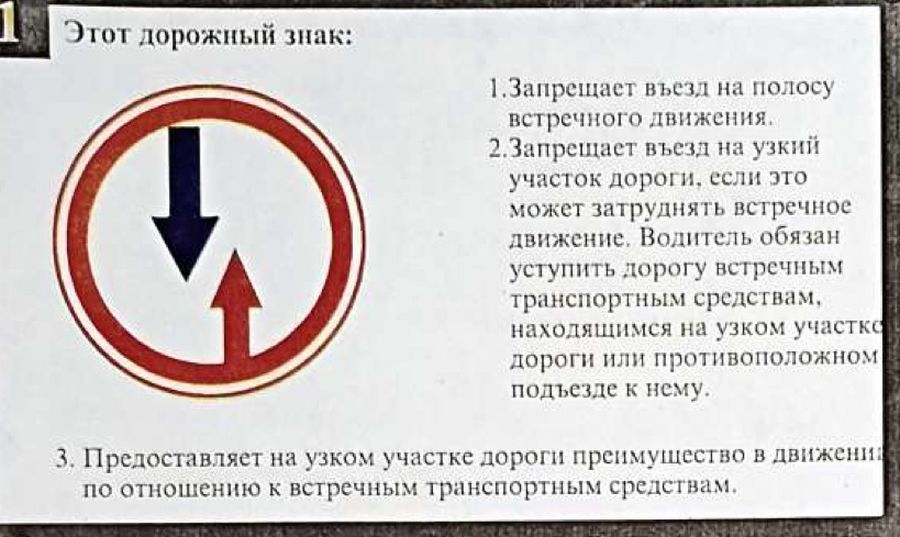 1
Этот дорожный знак:
1.Запрещает въезд на полосу
встречного движения.
2.Запрещает въезд на узкий
участок дороги, если это
может затруднять встречное
движение. Водитель обязан
уступить дорогу встречным
транспортным средствам,
находящимся на узком участке
дороги или противоположном
подъезде к нему.
3. Предоставляет на узком участке дороги преимущество в движени
по отношению к встречным транспортным средствам.